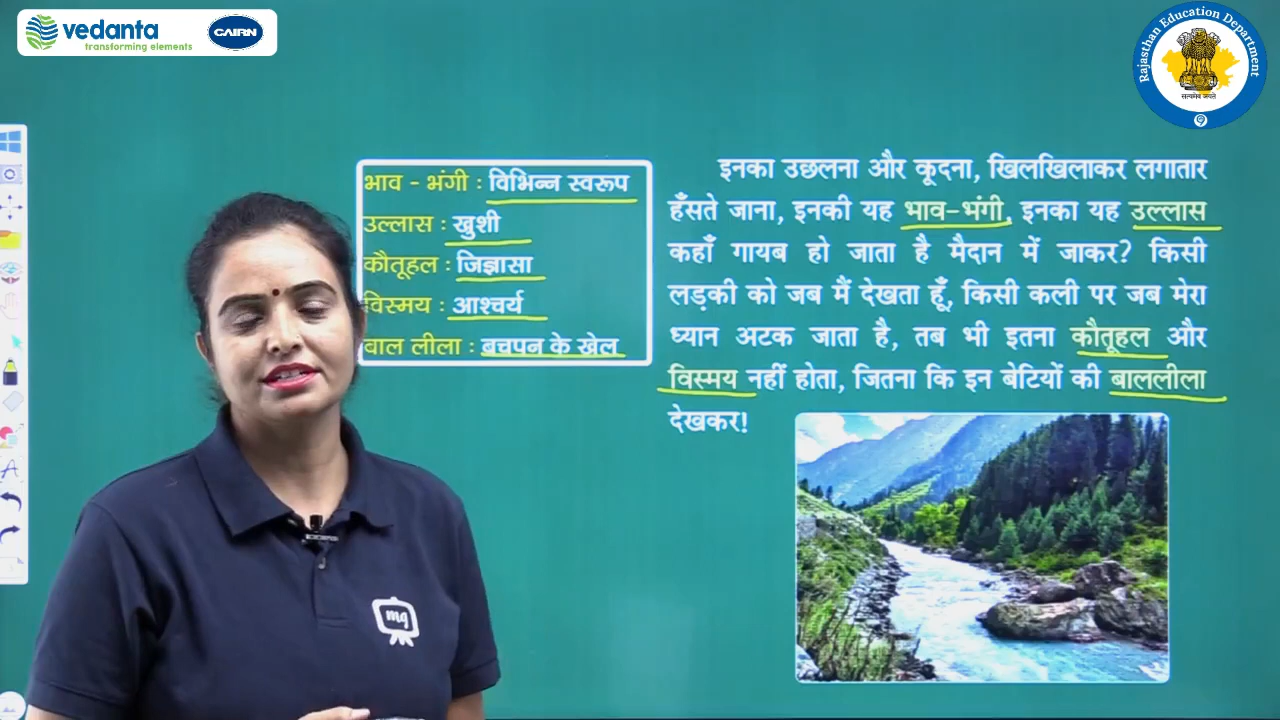 vedanta
transforming elements
CAIRN
Rajasthan Education Department
सत्यमेव जयते
भाव - भंगी : विभिन्न स्वरूप
उल्लास : खुशी
कौतूहल : जिज्ञासा
विस्मय : आश्चर्य
बाल लीला : बचपन के खेल
इनका उछलना और कूदना, खिलखिलाकर लगातार
हँसते जाना, इनकी यह भाव-भंगी, इनका यह उल्लास
कहाँ गायब हो जाता है मैदान में जाकर? किसी
लड़की को जब मैं देखता हूँ, किसी कली पर जब मेरा
ध्यान अटक जाता है, तब भी इतना कौतूहल और
विस्मय नहीं होता, जितना कि इन बेटियों की बाललीला
देखकर!
mg